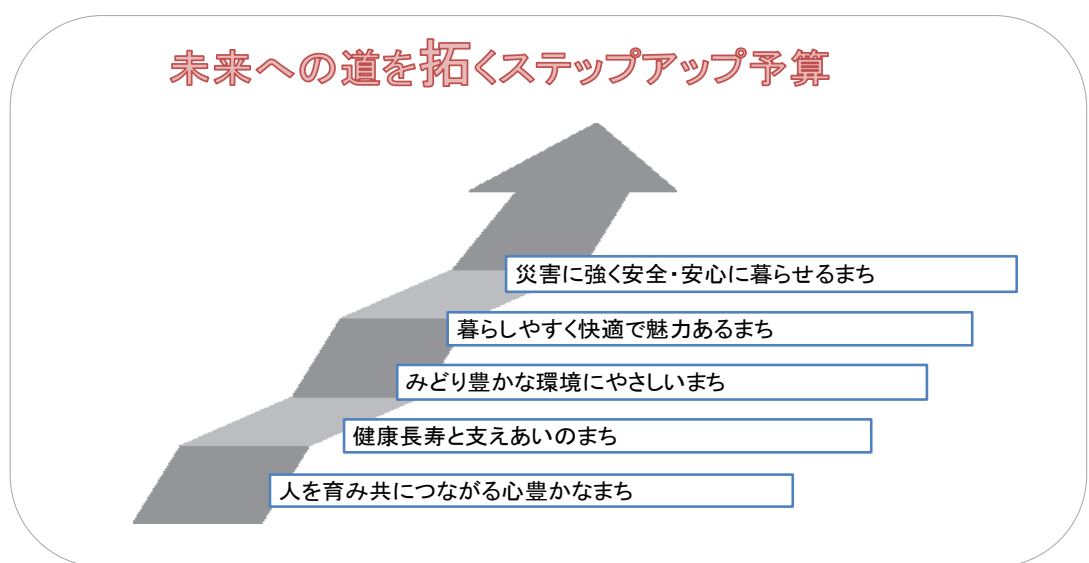 未来への道を拓くステップアップ予算
災害に強く安全・安心に暮らせるまち
暮らしやすく快適で魅力あるまち
みどり豊かな環境にやさしいまち
健康長寿と支えあいのまち
人を育み共につながる心豊かなまち